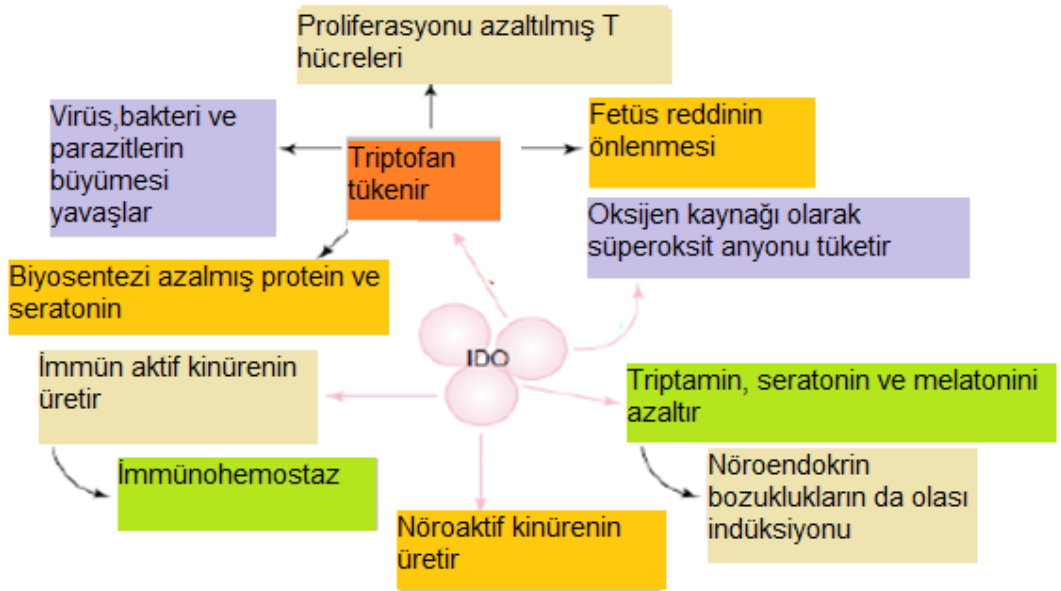 Proliferasyonu azaltılmış T
hücreleri
Virüs,bakteri ve
parazitlerin
büyümesi
yavaşlar
Triptofan
tükenir
Fetüs reddinin
önlenmesi
Oksijen kaynağı olarak
süperoksit anyonu tüketir
Biyosentezi azalmış protein ve
seratonin
IDO
İmmün aktif kinürenin
üretir
Triptamin, seratonin ve melatonini
azaltır
İmmünohemostaz
Nöroendokrin
bozuklukların da olası
indüksiyonu
Nöroaktif kinürenin
üretir